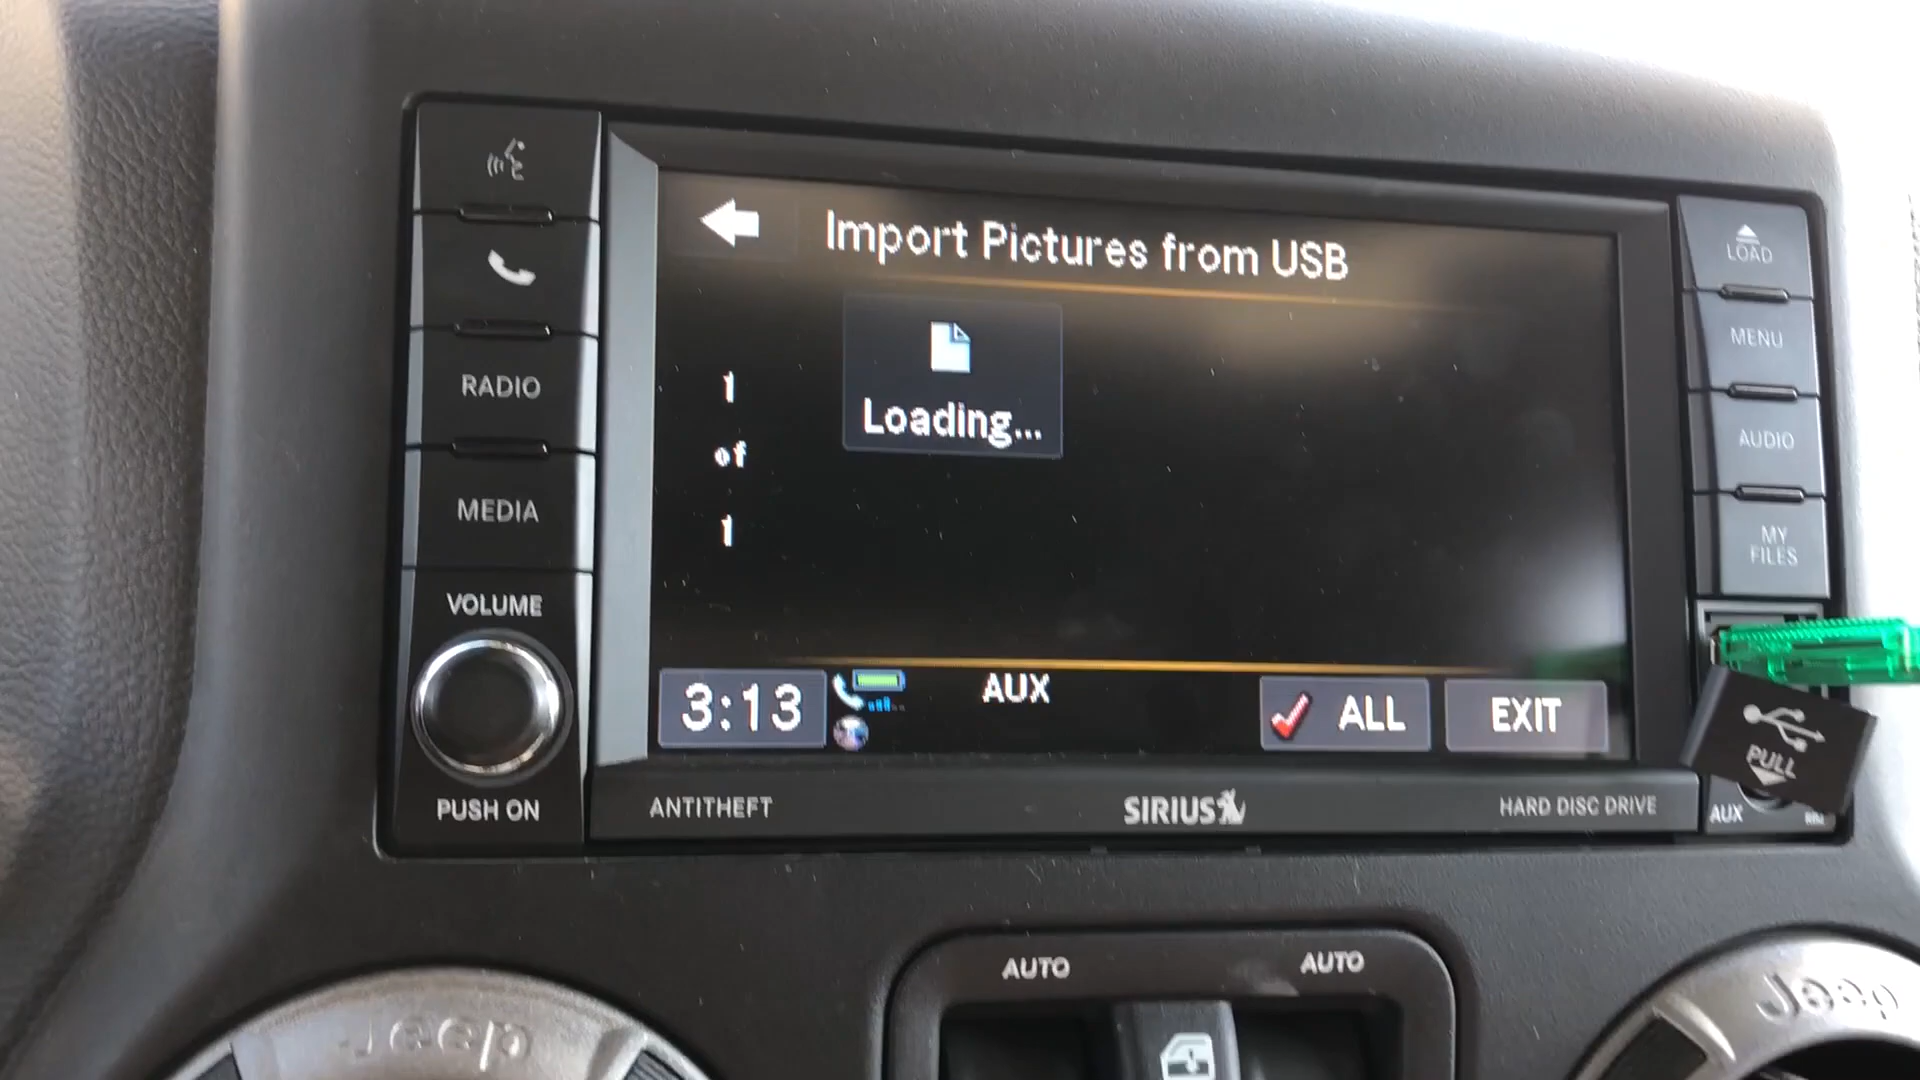 Import Pictures from USB
1
of
1
Loading...
3:13
AUX
ALL
EXIT
RADIO
MEDIA
VOLUME
PUSH ON
LOAD
MENU
AUDIO
MY
FILES
PULL
AUX
ANTITHEFT
SIRIUS
HARD DISC DRIVE
AUTO
AUTO
Jeep
Jeep